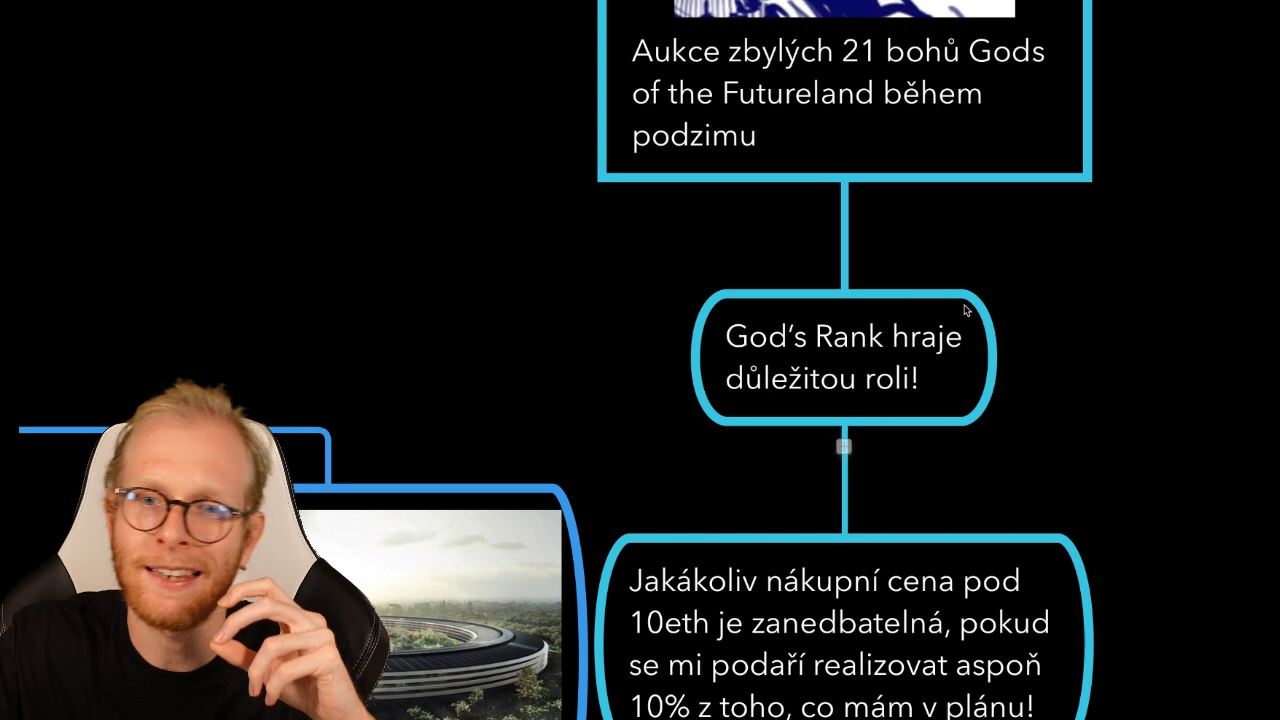 Aukce zbylých 21 bohů Gods
of the Futureland během
podzimu
God’s Rank hraje
důležitou roli!
Jakákoliv nákupní cena pod
10eth je zanedbatelná, pokud
se mi podaří realizovat aspoň
10% z toho, co mám v plánu!